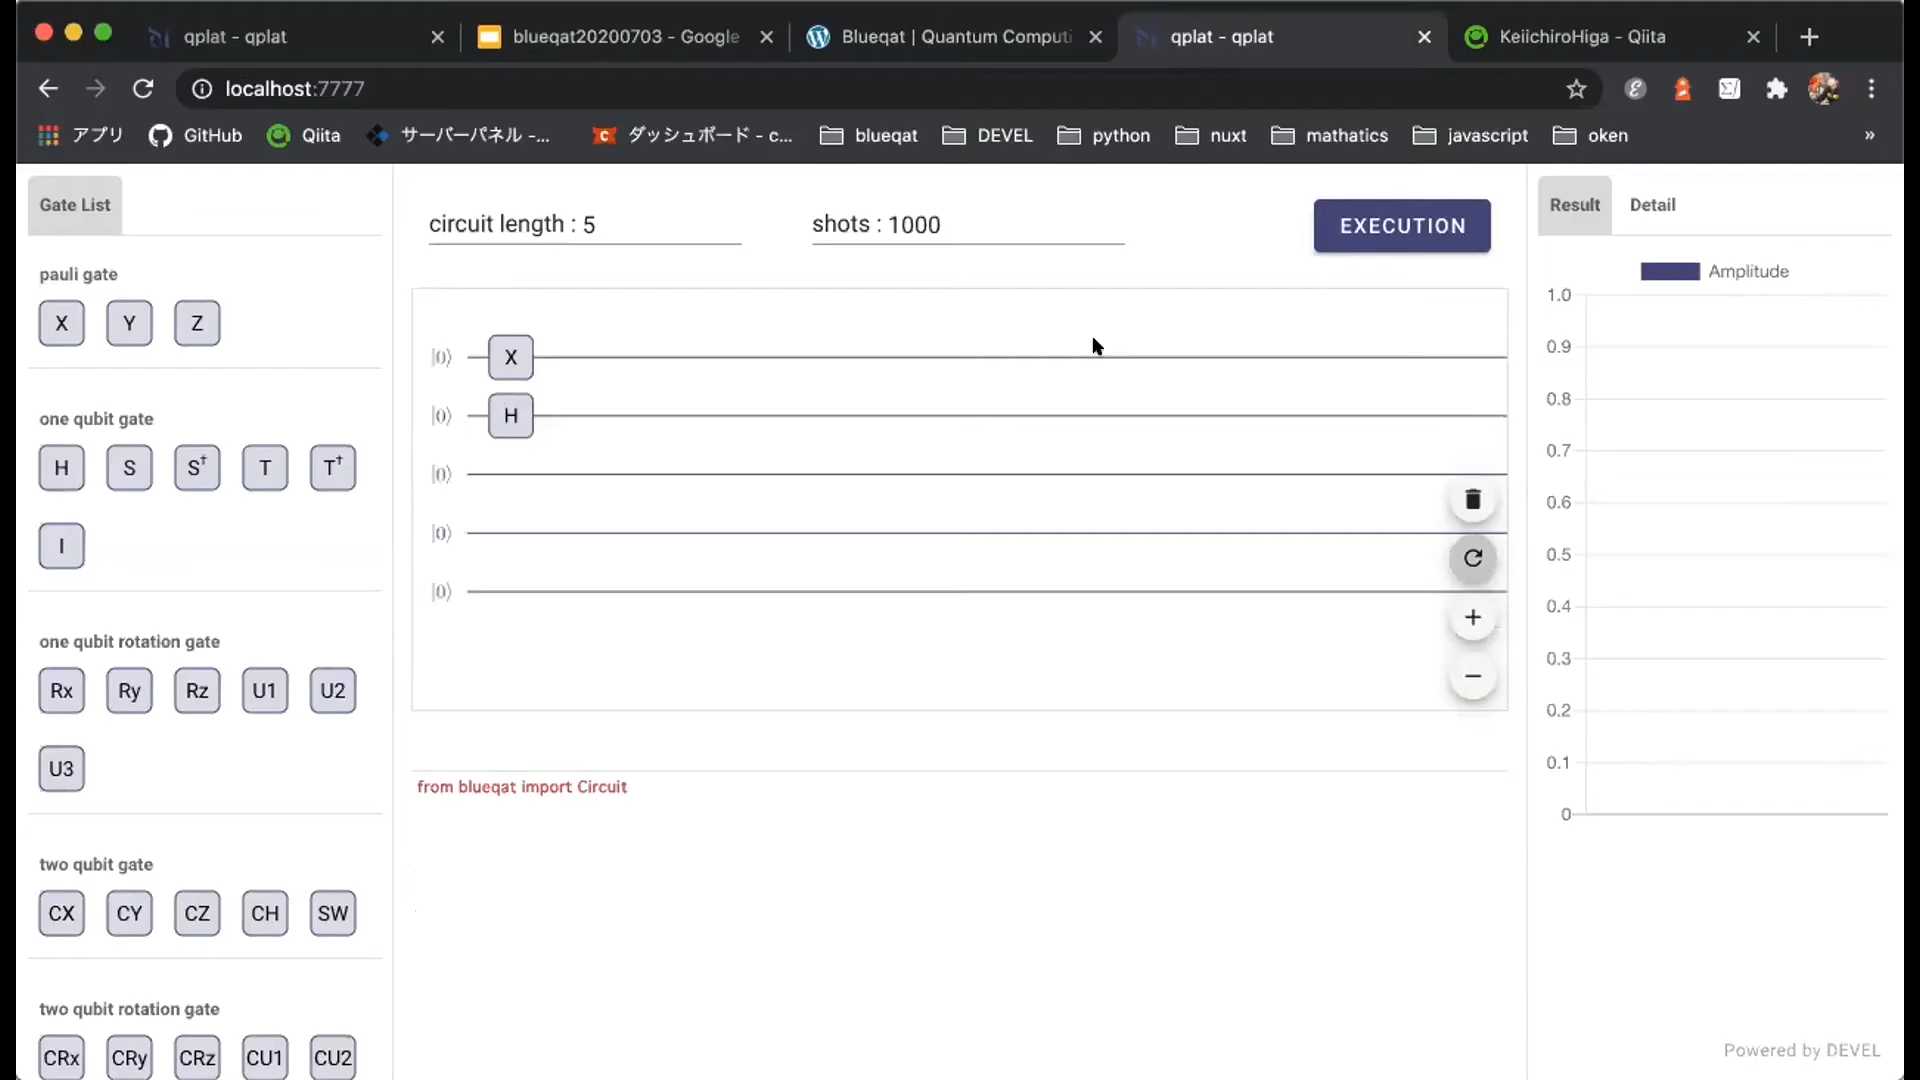 qplat - qplat
blueqat20200703 - Google
Blueqat | Quantum Computi
qplat - qplat
KeiichiroHiga - Qiita
localhost:7777
アプリ
GitHub
Qiita
サーバーパネル -...
ダッシュボード - c...
blueqat
DEVEL
python
nuxt
mathatics
javascript
oken
»
Gate List
pauli gate
X Y Z
one qubit gate
H S S† T T†
I
one qubit rotation gate
Rx Ry Rz U1 U2
U3
two qubit gate
CX CY CZ CH SW
two qubit rotation gate
CRx CRy CRz CU1 CU2
circuit length : 5
shots : 1000
EXECUTION
|0⟩ X
|0⟩ H
|0⟩
|0⟩
|0⟩
+
−
from blueqat import Circuit
Result Detail
Amplitude
1.0
0.9
0.8
0.7
0.6
0.5
0.4
0.3
0.2
0.1
0
Powered by DEVEL